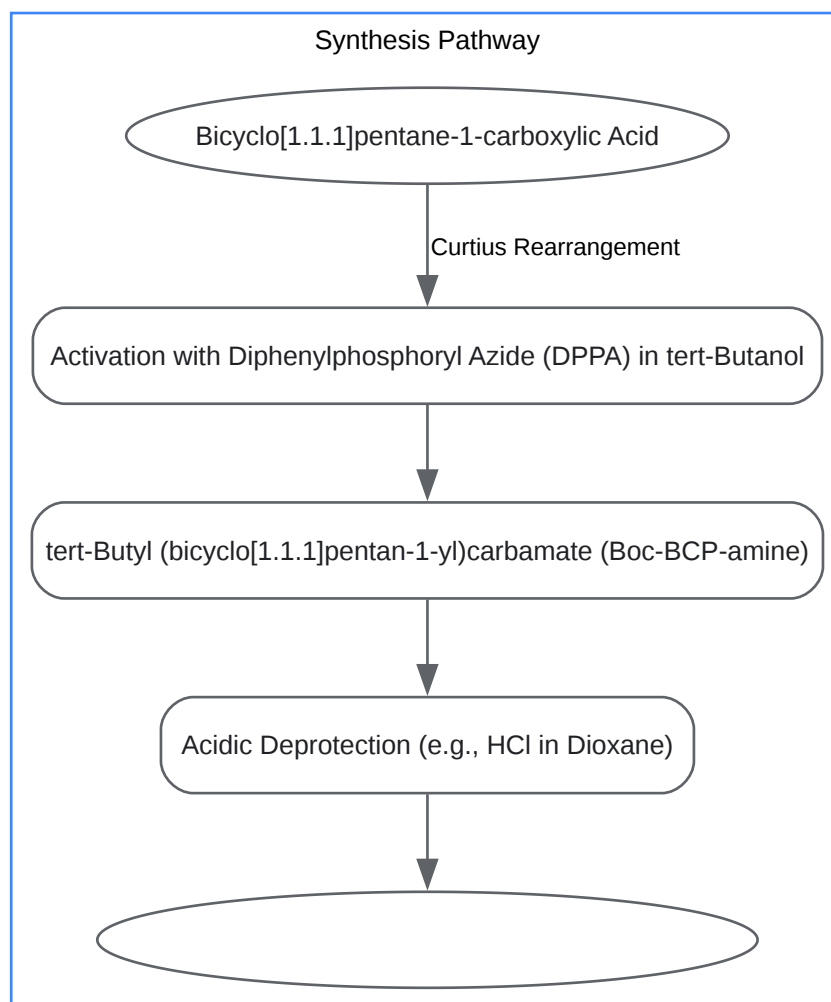 Synthesis Pathway
Bicyclo[1.1.1]pentane-1-carboxylic Acid
Curtius Rearrangement
Activation with Diphenylphosphoryl Azide (DPPA) in tert-Butanol
tert-Butyl (bicyclo[1.1.1]pentan-1-yl)carbamate (Boc-BCP-amine)
Acidic Deprotection (e.g., HCl in Dioxane)